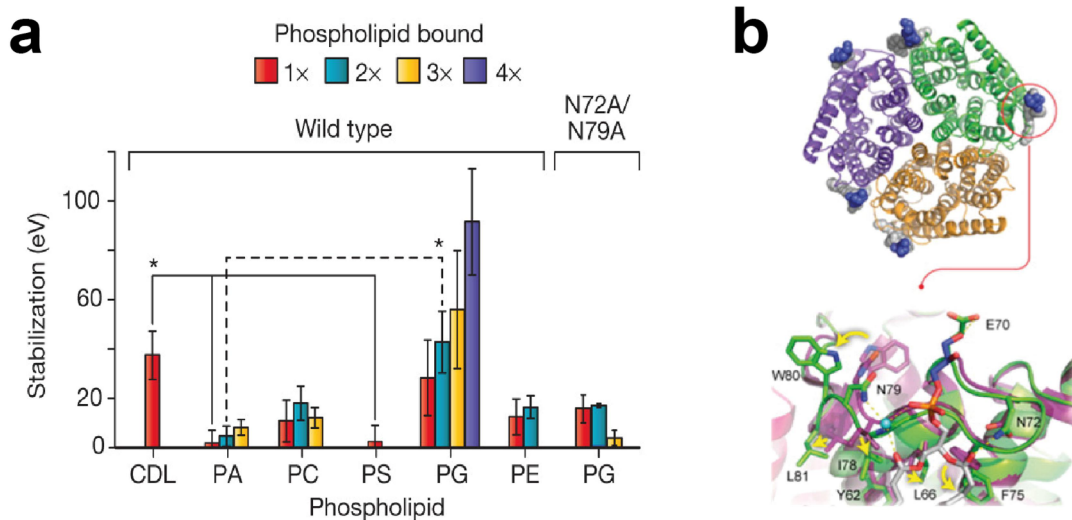 a
Phospholipid bound
1× 2× 3× 4×
Wild type
N72A/
N79A
Stabilization (eV)
100
60
20
0
*
*
CDL PA PC PS PG PE PG
Phospholipid
b
E70
W80
N79
N72
L81
I78
Y62
L66
F75